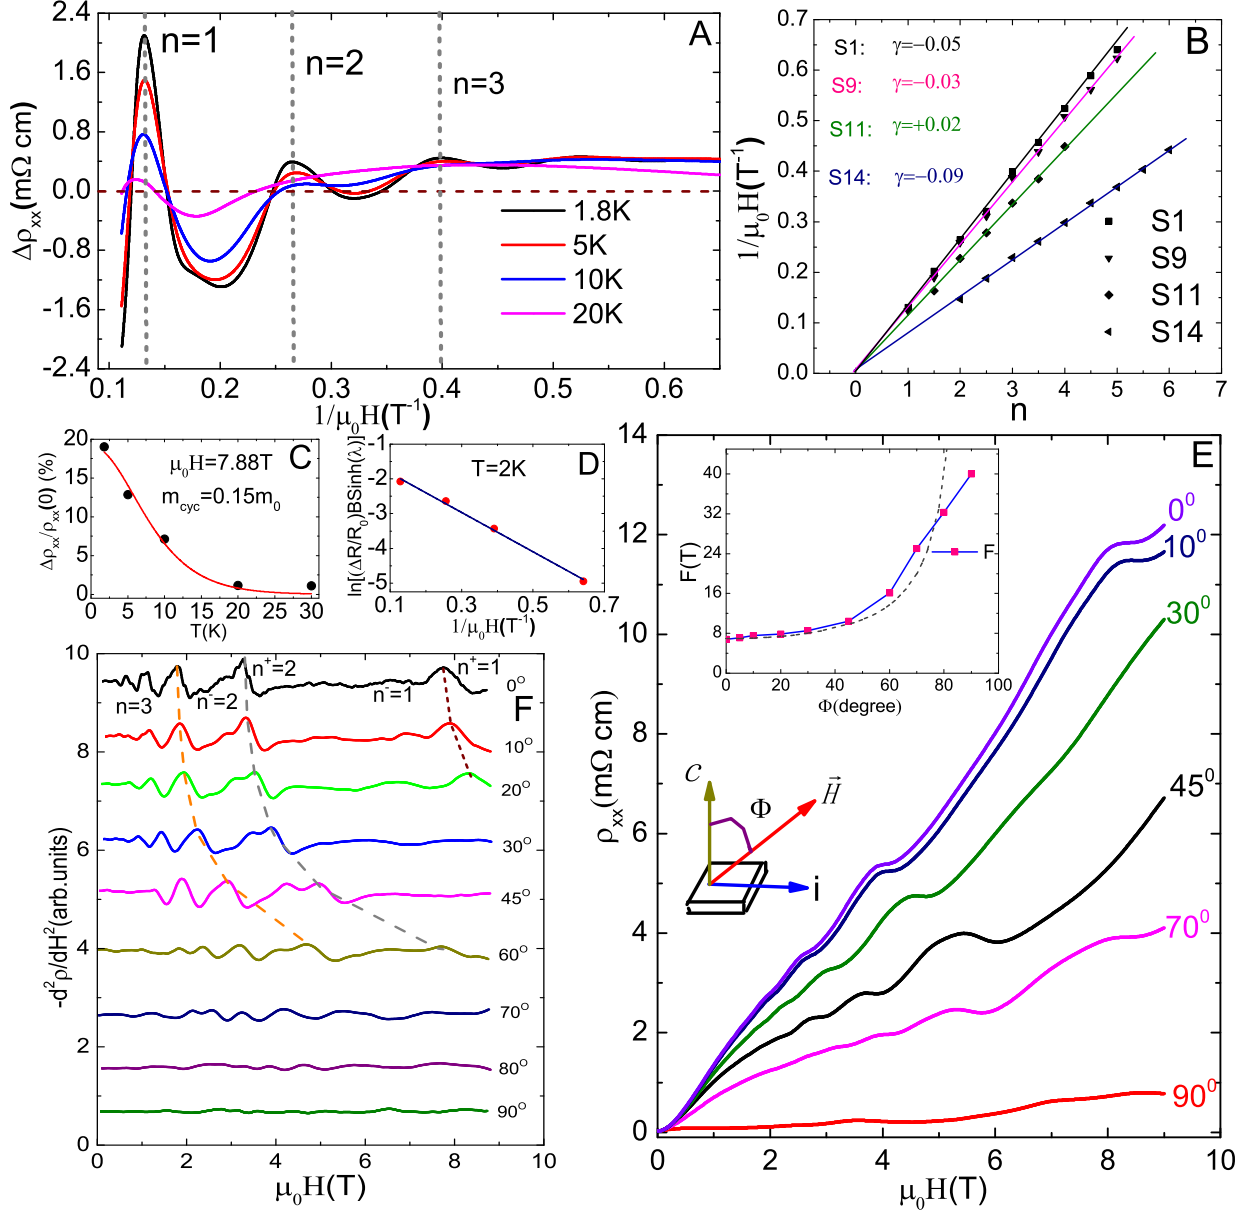 A
n=1
n=2
n=3
Δρxx(mΩ cm)
2.4
1.6
0.8
0.0
-0.8
-1.6
-2.4
1.8K
5K
10K
20K
0.1 0.2 0.3 0.4 0.5 0.6
1/μ0H(T-1)
B
S1: γ=−0.05
S9: γ=−0.03
S11: γ=+0.02
S14: γ=−0.09
1/μ0H(T-1)
0.7
0.6
0.5
0.4
0.3
0.2
0.1
0.0
S1
S9
S11
S14
0 1 2 3 4 5 6 7
n
C
μ0H=7.88T
mcyc=0.15m0
Δρxx/ρxx(0) (%)
20
15
10
5
0
0 5 10 15 20 25 30
T(K)
D
T=2K
ln[(ΔR/R0)BSinh(λ)]
-1
-2
-3
-4
-5
0.1 0.3 0.4 0.6 0.7
1/μ0H(T-1)
E
ρxx(mΩ cm)
14
12
10
8
6
4
2
0
0 2 4 6 8 10
μ0H(T)
0⁰
10⁰
30⁰
45⁰
70⁰
90⁰
F(T)
40
32
24
16
8
0
F
0 20 40 60 80 100
Φ(degree)
c
Φ
H
i
F
-d²ρ/dH²(arb.units)
10
8
6
4
2
0
n=3
n-=2
n+=2
n-=1
n+=1
0°
10°
20°
30°
45°
60°
70°
80°
90°
0 2 4 6 8 10
μ0H(T)